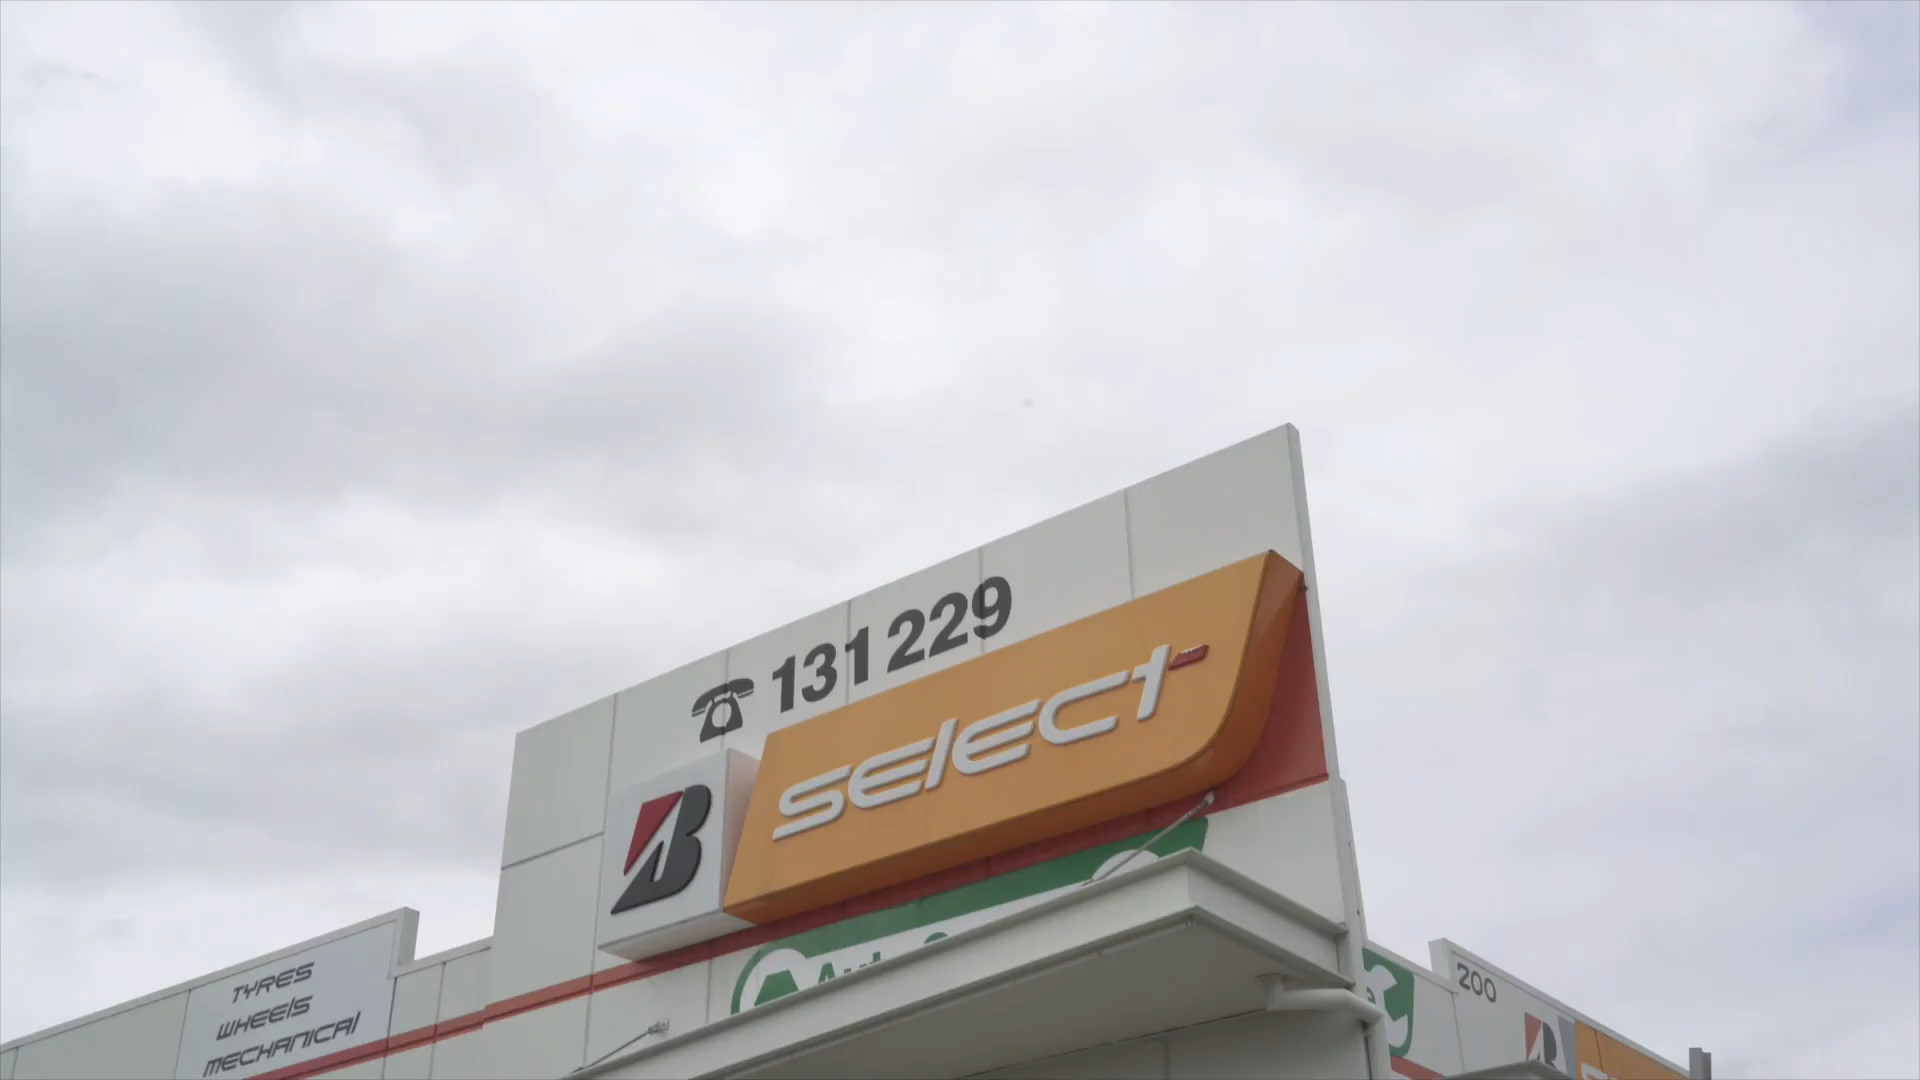 131 229
B select
TYRES
WHEELS
MECHANICAL
200
B